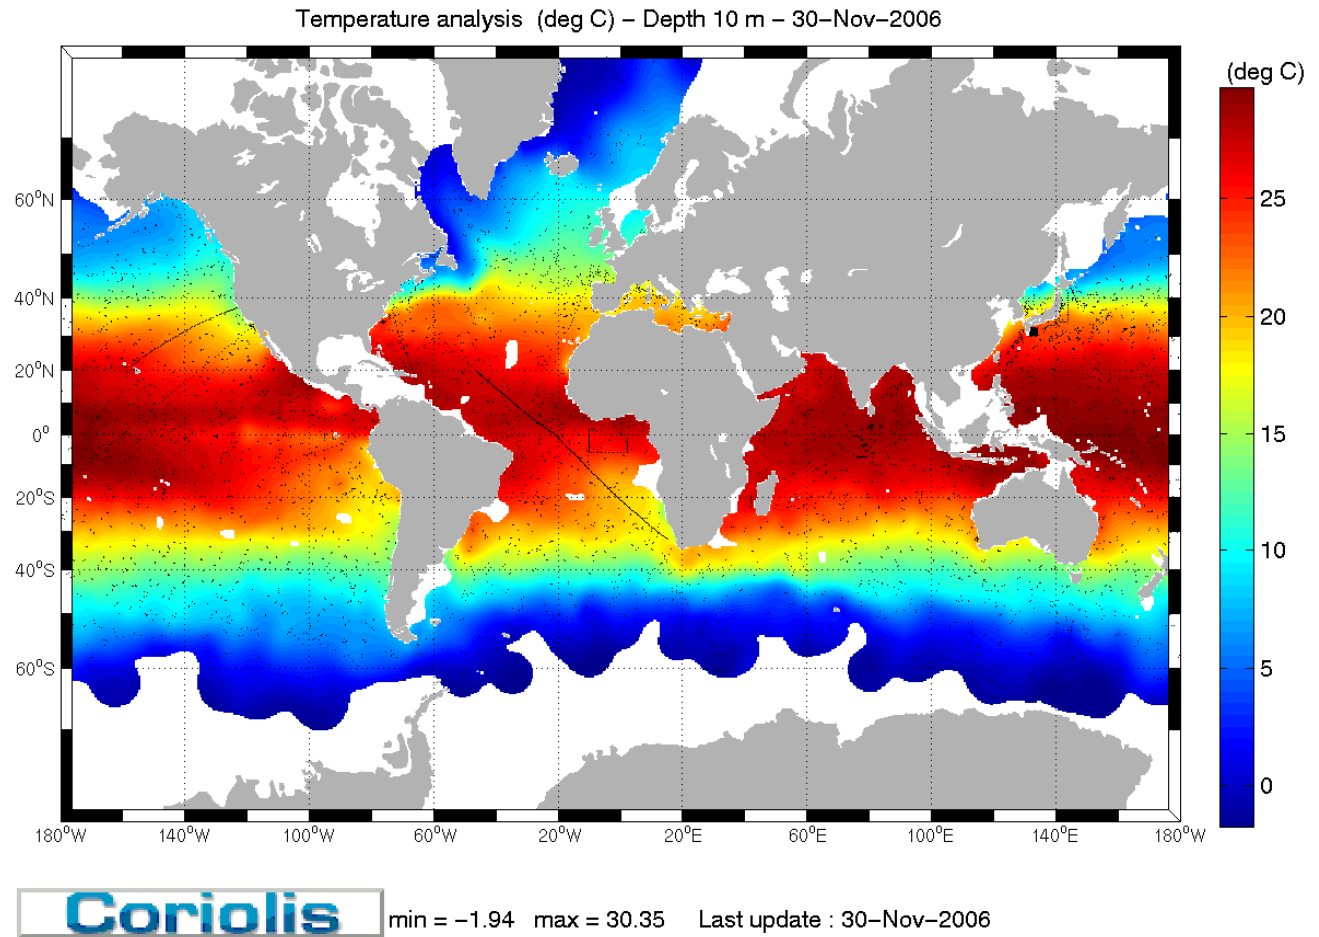 Temperature analysis (deg C) − Depth 10 m − 30−Nov−2006
(deg C)
60°N
40°N
20°N
0°
20°S
40°S
60°S
25
20
15
10
5
0
180°W 140°W 100°W 60°W 20°W 20°E 60°E 100°E 140°E 180°W
Coriolis
min = −1.94 max = 30.35 Last update : 30−Nov−2006